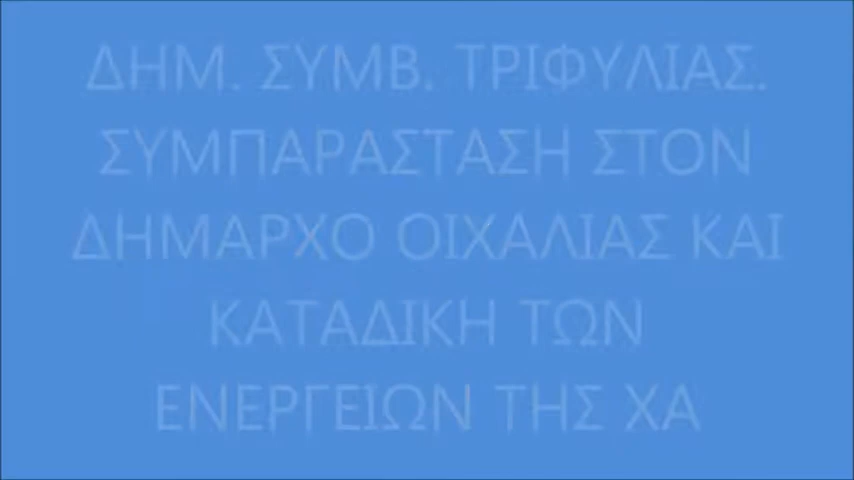 ΔΗΜ. ΣΥΜΒ. ΤΡΙΦΥΛΙΑΣ.
ΣΥΜΠΑΡΑΣΤΑΣΗ ΣΤΟΝ
ΔΗΜΑΡΧΟ ΟΙΧΑΛΙΑΣ ΚΑΙ
ΚΑΤΑΔΙΚΗ ΤΩΝ
ΕΝΕΡΓΕΙΩΝ ΤΗΣ ΧΑ